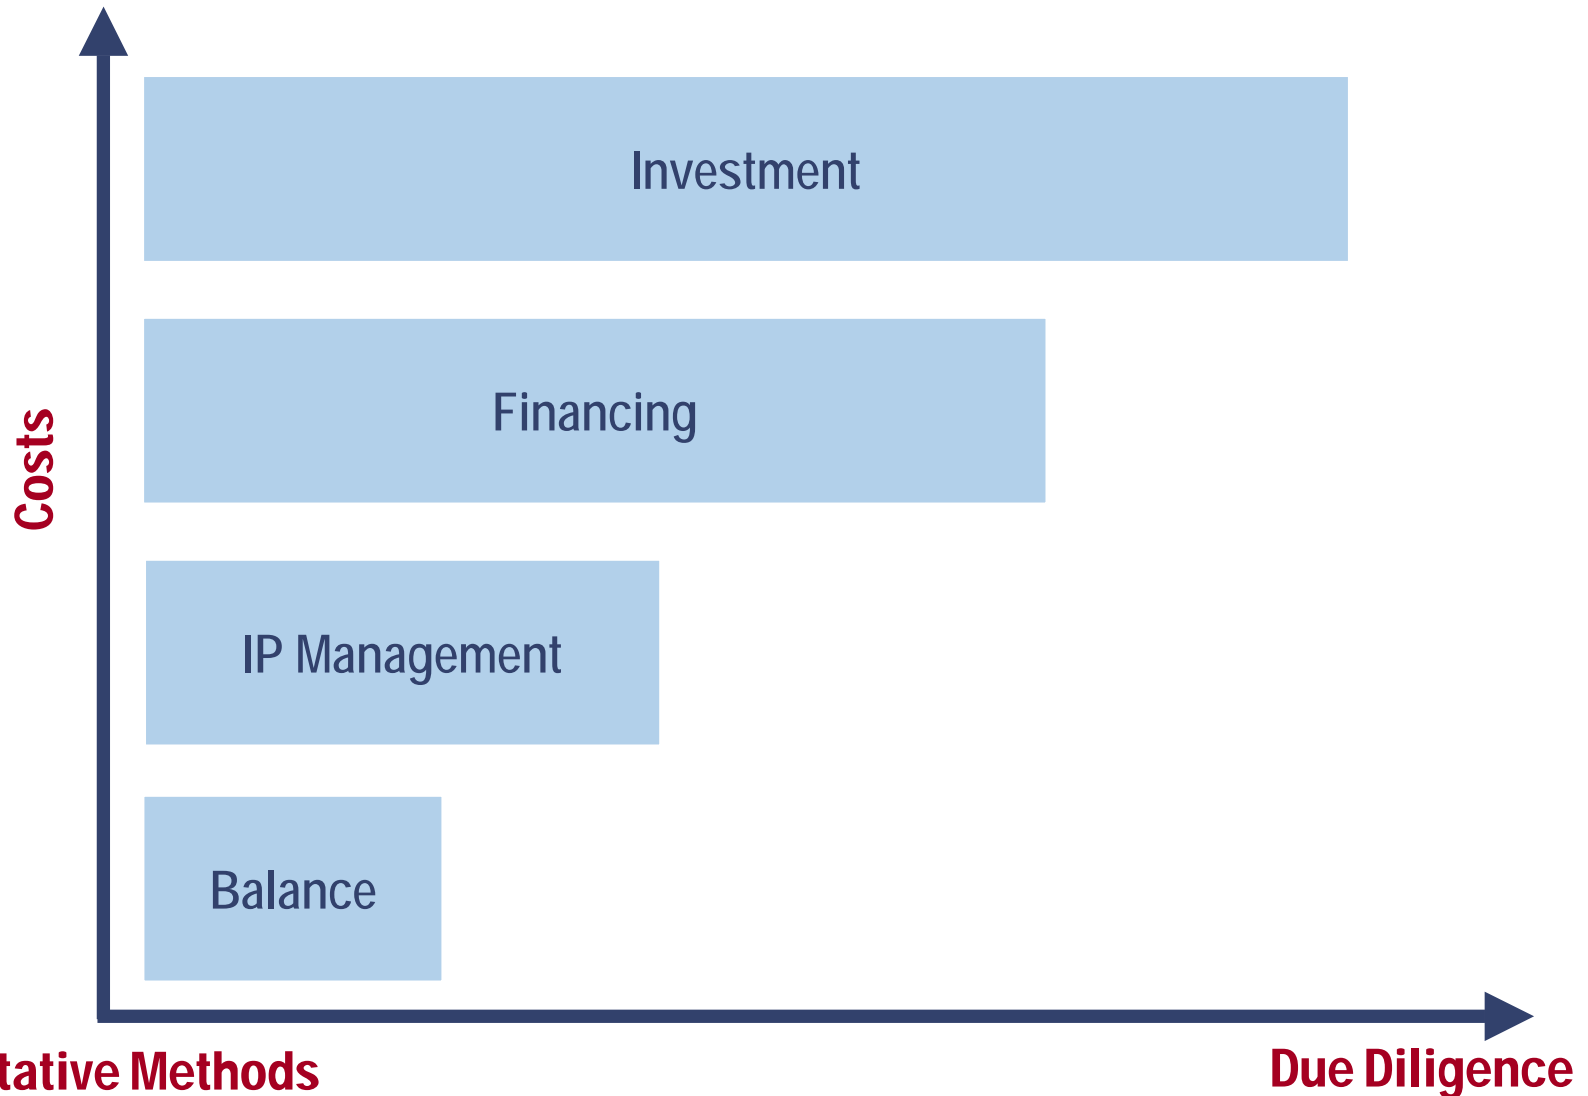 Investment
Financing
Costs
IP Management
Balance
tative Methods
Due Diligence